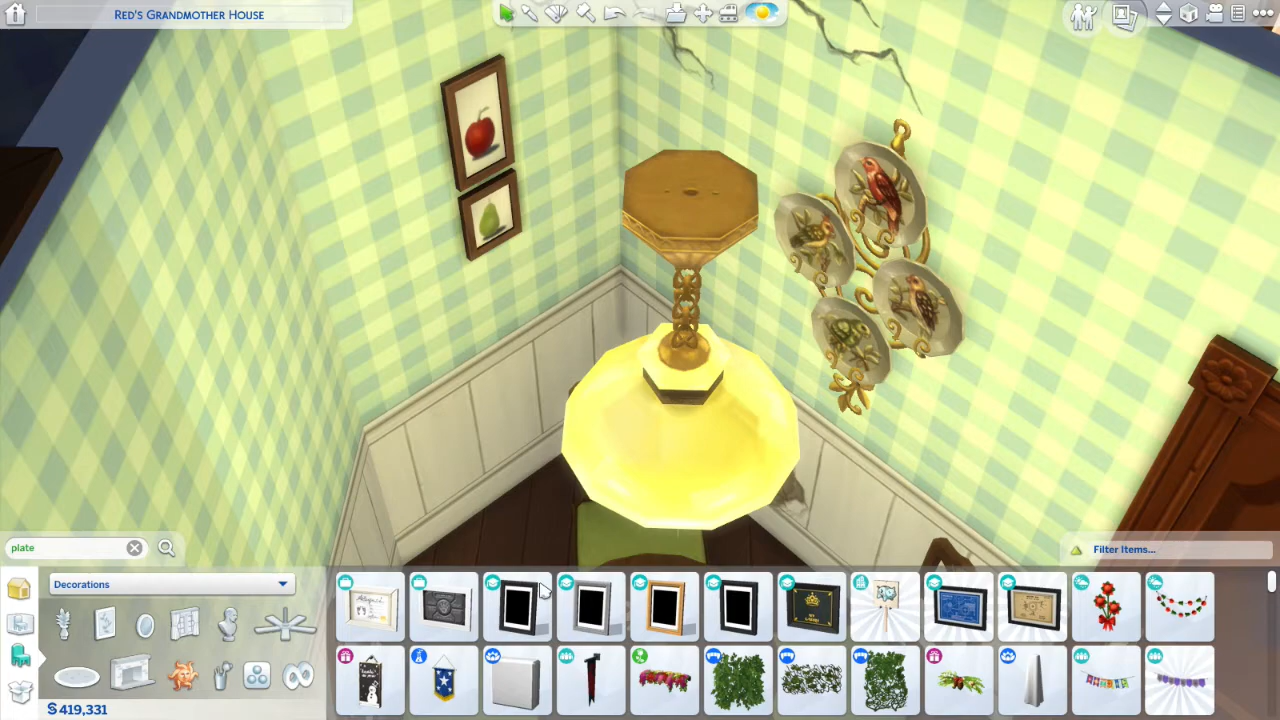 Red's Grandmother House
plate
Filter Items...
Decorations
§419,331